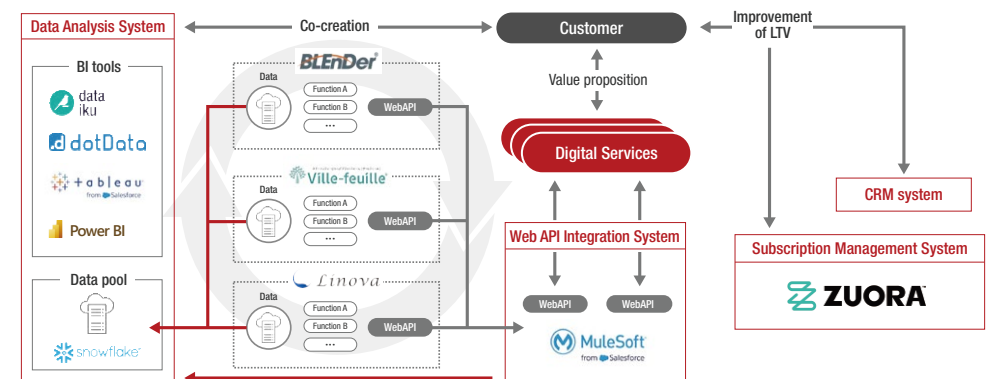 Data Analysis System
Co-creation
Customer
Improvement
of LTV
BI tools
data
iku
dotData
+ableau
from Salesforce
Power BI
Data pool
snowflake
BLEnDer
Data
Function A
Function B
...
WebAPI
Ville-feuille
Data
Function A
Function B
...
WebAPI
Linova
Data
Function A
Function B
...
WebAPI
Value proposition
Digital Services
Web API Integration System
WebAPI
WebAPI
MuleSoft
from Salesforce
CRM system
Subscription Management System
ZUORA